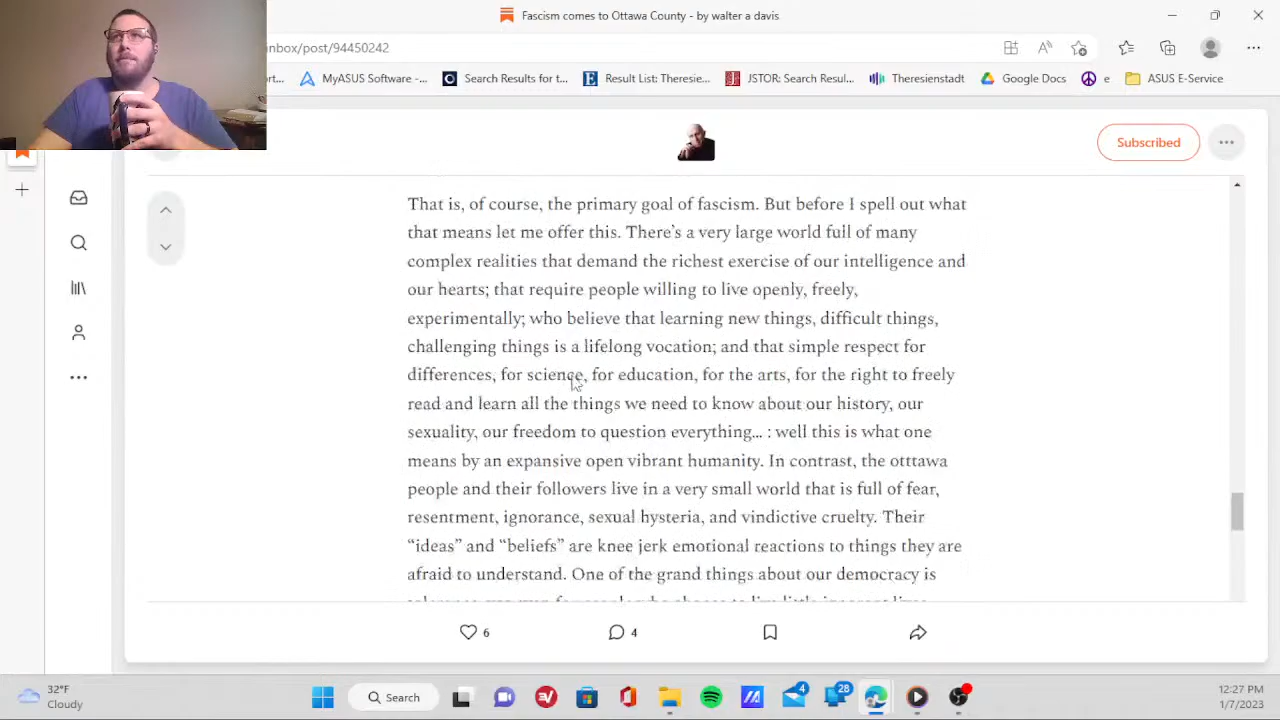 Fascism comes to Ottawa County - by walter a davis
nbox/post/94450242
ort...
MyASUS Software -...
Search Results for t...
Result List: Theresie...
JSTOR: Search Resul...
Theresienstadt
Google Docs
e
ASUS E-Service
Subscribed
That is, of course, the primary goal of fascism. But before I spell out what
that means let me offer this. There's a very large world full of many
complex realities that demand the richest exercise of our intelligence and
our hearts; that require people willing to live openly, freely,
experimentally; who believe that learning new things, difficult things,
challenging things is a lifelong vocation; and that simple respect for
differences, for science, for education, for the arts, for the right to freely
read and learn all the things we need to know about our history, our
sexuality, our freedom to question everything... : well this is what one
means by an expansive open vibrant humanity. In contrast, the otttawa
people and their followers live in a very small world that is full of fear,
resentment, ignorance, sexual hysteria, and vindictive cruelty. Their
“ideas” and “beliefs” are knee jerk emotional reactions to things they are
afraid to understand. One of the grand things about our democracy is
6
4
32°F
Cloudy
Search
4
28
12:27 PM
1/7/2023